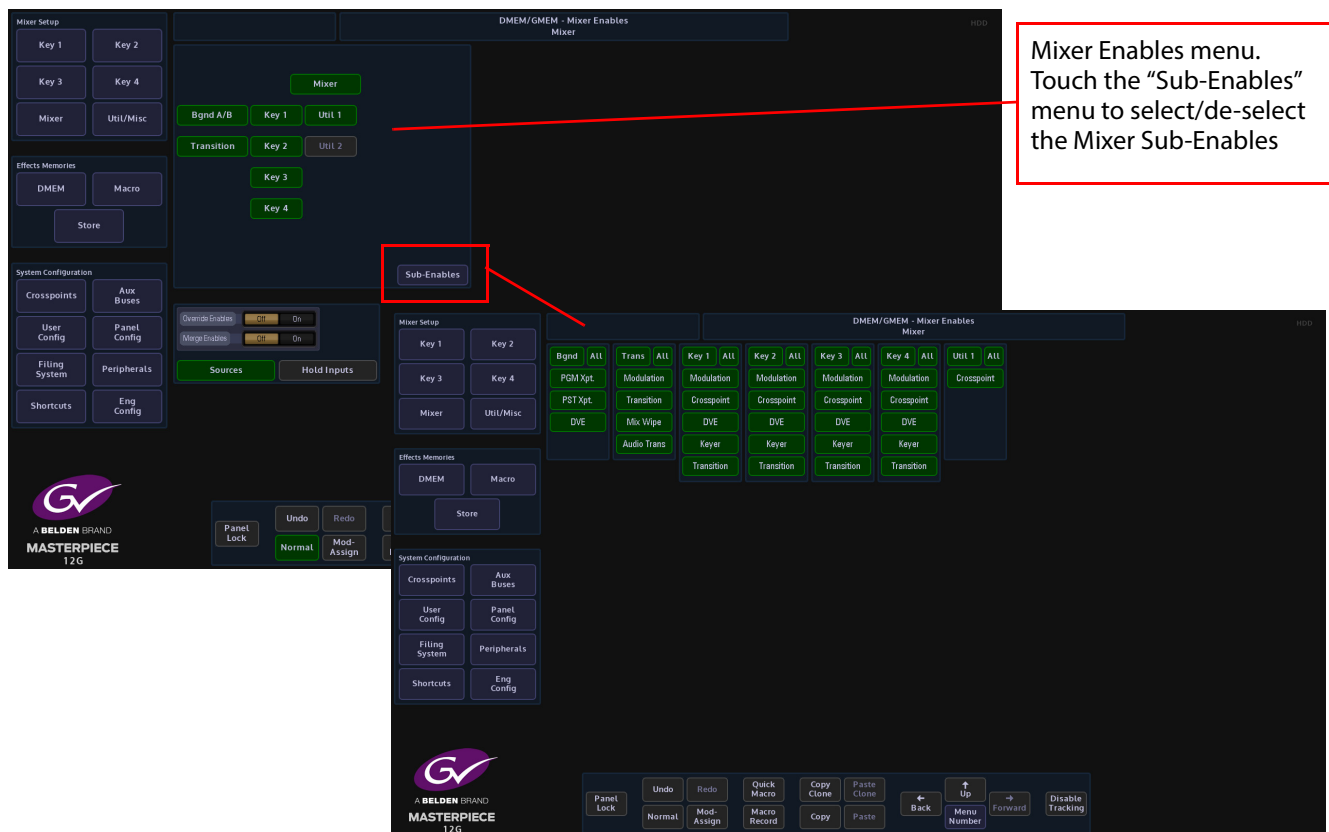 Mixer Setup
Key 1
Key 2
Key 3
Key 4
Mixer
Util/Misc
Effects Memories
DMEM
Macro
Store
System Configuration
Crosspoints
Aux
Buses
User
Config
Panel
Config
Filing
System
Peripherals
Shortcuts
Eng
Config
GV
A BELDEN BRAND
MASTERPIECE
12G
DMEM/GMEM - Mixer Enables
Mixer
HDD
Mixer
Bgnd A/B
Key 1
Util 1
Transition
Key 2
Util 2
Key 3
Key 4
Sub-Enables
Override Enables
Off
On
Merge Enables
Off
On
Sources
Hold Inputs
Panel
Lock
Undo
Redo
Normal
Mod-
Assign
Mixer Enables menu.
Touch the “Sub-Enables”
menu to select/de-select
the Mixer Sub-Enables
Mixer Setup
Key 1
Key 2
Key 3
Key 4
Mixer
Util/Misc
Effects Memories
DMEM
Macro
Store
System Configuration
Crosspoints
Aux
Buses
User
Config
Panel
Config
Filing
System
Peripherals
Shortcuts
Eng
Config
GV
A BELDEN BRAND
MASTERPIECE
12G
DMEM/GMEM - Mixer Enables
Mixer
HDD
Bgnd All
PGM Xpt.
PST Xpt.
DVE
Trans All
Modulation
Transition
Mix Wipe
Audio Trans
Key 1 All
Modulation
Crosspoint
DVE
Keyer
Transition
Key 2 All
Modulation
Crosspoint
DVE
Keyer
Transition
Key 3 All
Modulation
Crosspoint
DVE
Keyer
Transition
Key 4 All
Modulation
Crosspoint
DVE
Keyer
Transition
Util 1 All
Crosspoint
Panel
Lock
Undo
Redo
Normal
Mod-
Assign
Quick
Macro
Macro
Record
Copy
Clone
Paste
Clone
Copy
Paste
←
Back
↑
Up
Menu
Number
→
Forward
Disable
Tracking